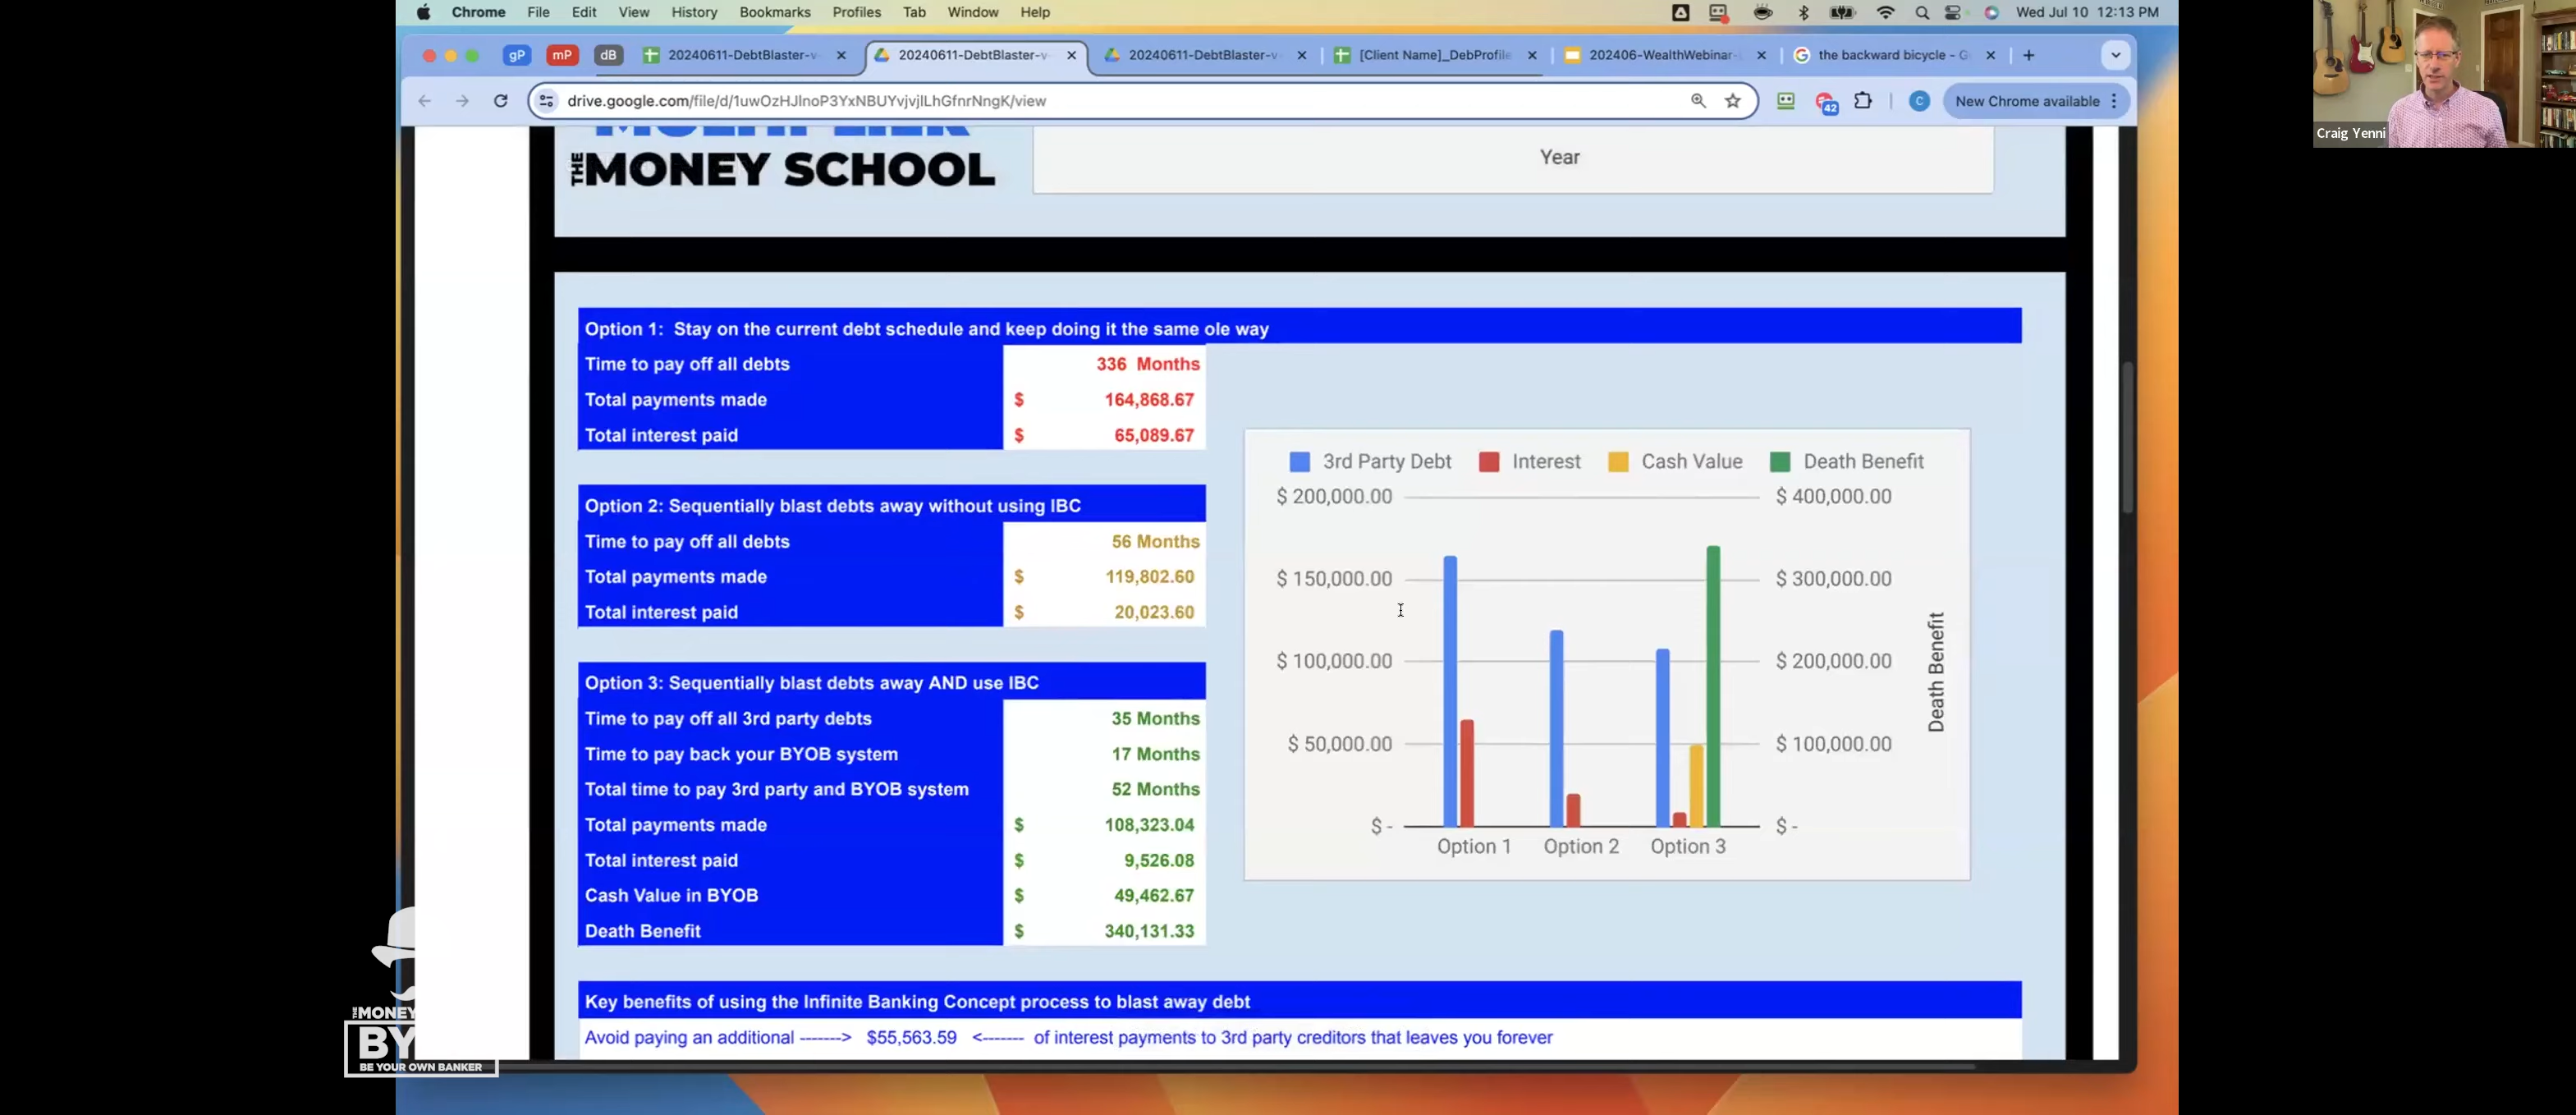 Chrome File Edit View History Bookmarks Profiles Tab Window Help Wed Jul 10 12:13 PM
gP mP dB 20240611-DebtBlaster-v 20240611-DebtBlaster-v 20240611-DebtBlaster-v [Client Name]_DebProfile 202406-WealthWebinar- the backward bicycle - G
drive.google.com/file/d/1uwOzHJlnoP3YxNBUYvjvjlLhGfnrNngK/view 42 C New Chrome available
Craig Yenni
THE MONEY SCHOOL
Year
Option 1: Stay on the current debt schedule and keep doing it the same ole way
Time to pay off all debts 336 Months
Total payments made $ 164,868.67
Total interest paid $ 65,089.67
Option 2: Sequentially blast debts away without using IBC
Time to pay off all debts 56 Months
Total payments made $ 119,802.60
Total interest paid $ 20,023.60
Option 3: Sequentially blast debts away AND use IBC
Time to pay off all 3rd party debts 35 Months
Time to pay back your BYOB system 17 Months
Total time to pay 3rd party and BYOB system 52 Months
Total payments made $ 108,323.04
Total interest paid $ 9,526.08
Cash Value in BYOB $ 49,462.67
Death Benefit $ 340,131.33
3rd Party Debt Interest Cash Value Death Benefit
$ 200,000.00 $ 400,000.00
$ 150,000.00 $ 300,000.00
$ 100,000.00 $ 200,000.00
$ 50,000.00 $ 100,000.00
$ - $ -
Option 1 Option 2 Option 3
Death Benefit
Key benefits of using the Infinite Banking Concept process to blast away debt
Avoid paying an additional -------> $55,563.59 <------- of interest payments to 3rd party creditors that leaves you forever
THE MONEY
BY
BE YOUR OWN BANKER